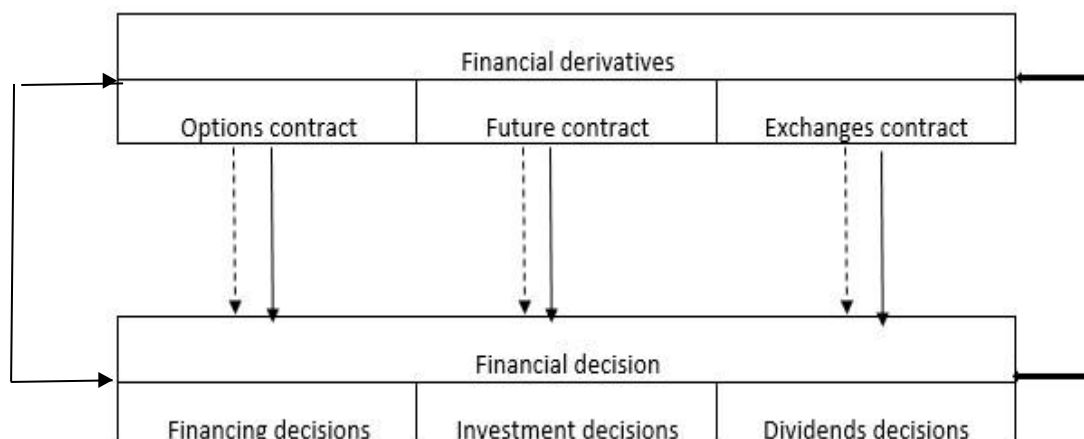 Financial derivatives
Options contract Future contract Exchanges contract
Financial decision
Financing decisions Investment decisions Dividends decisions